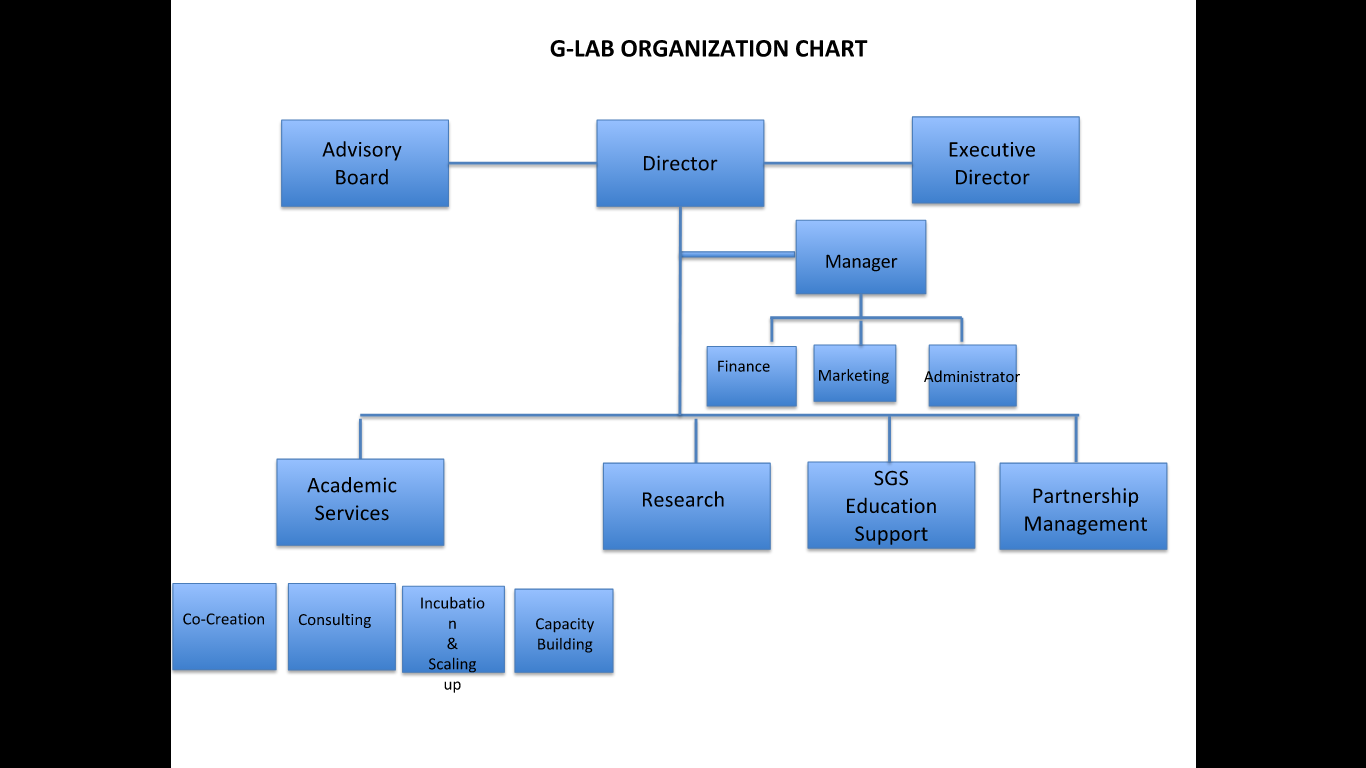 G-LAB ORGANIZATION CHART
Advisory
Board
Director
Executive
Director
Manager
Finance
Marketing
Administrator
Academic
Services
Research
SGS
Education
Support
Partnership
Management
Co-Creation
Consulting
Incubatio
n
&
Scaling
up
Capacity
Building